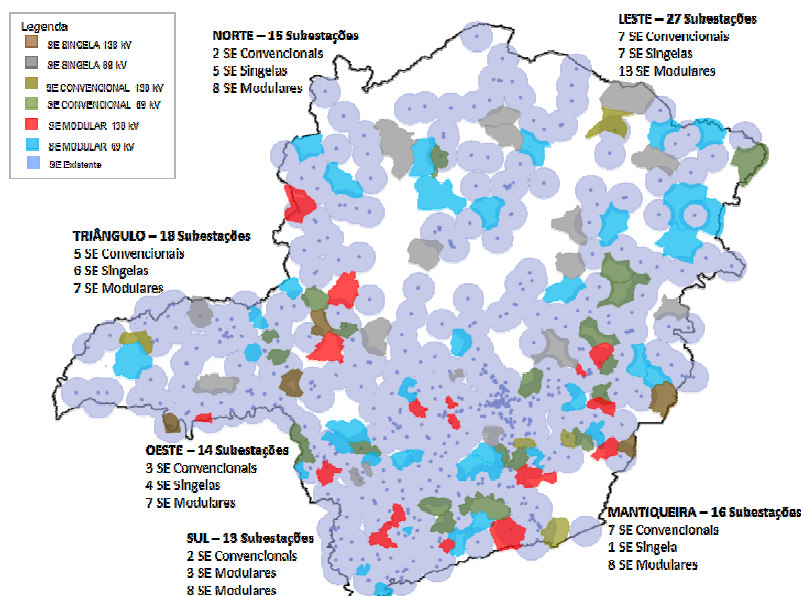 Legenda
SE SINGELA 138 kV
SE SINGELA 69 kV
SE CONVENCIONAL 138 kV
SE CONVENCIONAL 69 kV
SE MODULAR 138 kV
SE MODULAR 69 kV
SE Existente
NORTE – 15 Subestações
2 SE Convencionais
5 SE Singelas
8 SE Modulares
LESTE – 27 Subestações
7 SE Convencionais
7 SE Singelas
13 SE Modulares
TRIÂNGULO – 18 Subestações
5 SE Convencionais
6 SE Singelas
7 SE Modulares
OESTE – 14 Subestações
3 SE Convencionais
4 SE Singelas
7 SE Modulares
SUL – 13 Subestações
2 SE Convencionais
3 SE Modulares
8 SE Modulares
MANTIQUEIRA – 16 Subestações
7 SE Convencionais
1 SE Singela
8 SE Modulares